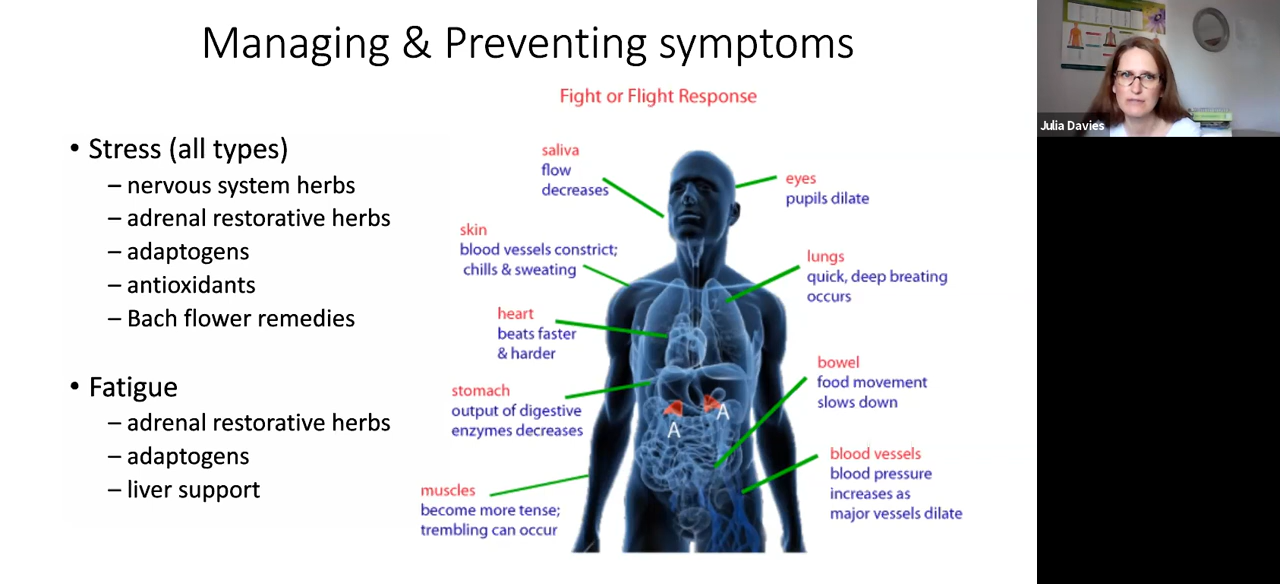 Managing & Preventing symptoms
Fight or Flight Response
• Stress (all types)
– nervous system herbs
– adrenal restorative herbs
– adaptogens
– antioxidants
– Bach flower remedies
• Fatigue
– adrenal restorative herbs
– adaptogens
– liver support
saliva
flow
decreases
eyes
pupils dilate
skin
blood vessels constrict;
chills & sweating
lungs
quick, deep breating
occurs
heart
beats faster
& harder
bowel
food movement
slows down
stomach
output of digestive
enzymes decreases
A
A
blood vessels
blood pressure
increases as
major vessels dilate
muscles
become more tense;
trembling can occur
Julia Davies